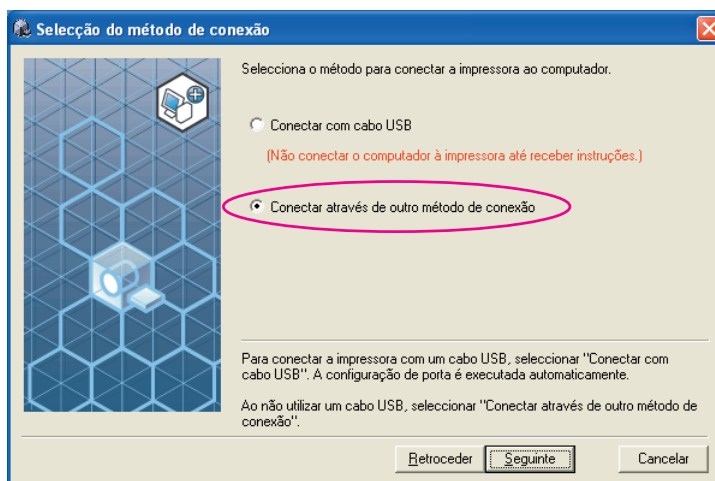 Selecção do método de conexão
Selecciona o método para conectar a impressora ao computador.
Conectar com cabo USB
(Não conectar o computador à impressora até receber instruções.)
Conectar através de outro método de conexão
Para conectar a impressora com um cabo USB, seleccionar "Conectar com
cabo USB". A configuração de porta é executada automaticamente.
Ao não utilizar um cabo USB, seleccionar "Conectar através de outro método de
conexão".
Retroceder
Seguinte
Cancelar